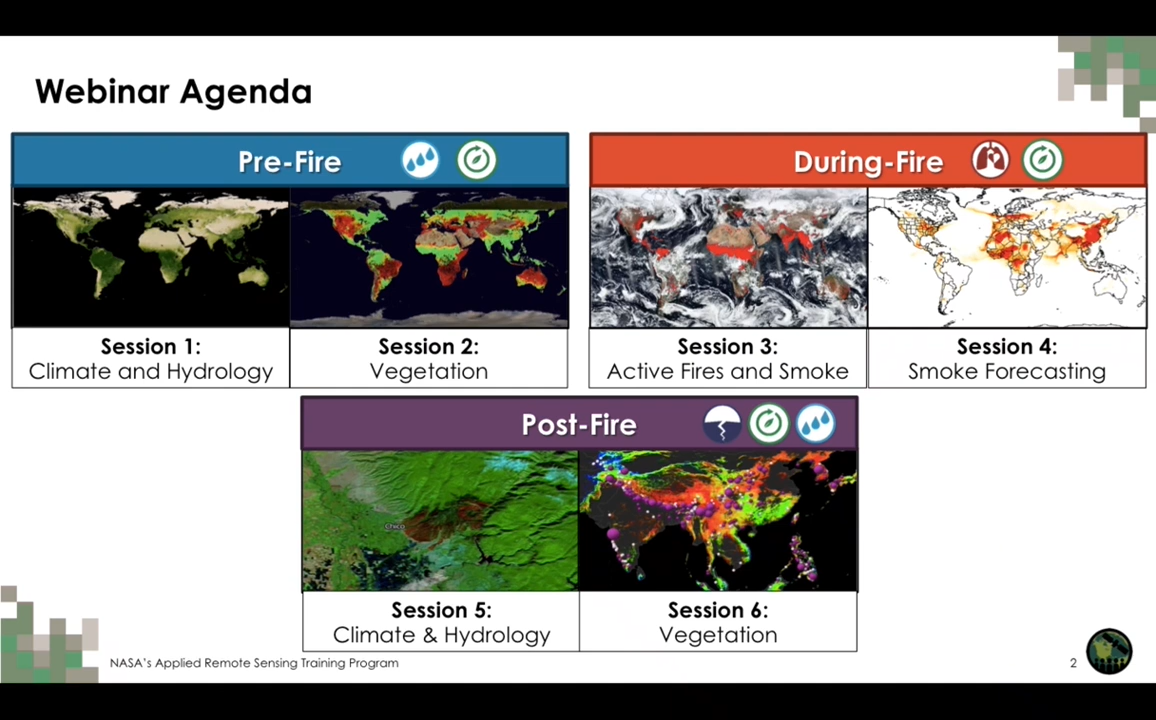 Webinar Agenda
Pre-Fire
During-Fire
Session 1:
Climate and Hydrology
Session 2:
Vegetation
Session 3:
Active Fires and Smoke
Session 4:
Smoke Forecasting
Post-Fire
Chico
Session 5:
Climate & Hydrology
Session 6:
Vegetation
NASA's Applied Remote Sensing Training Program
2